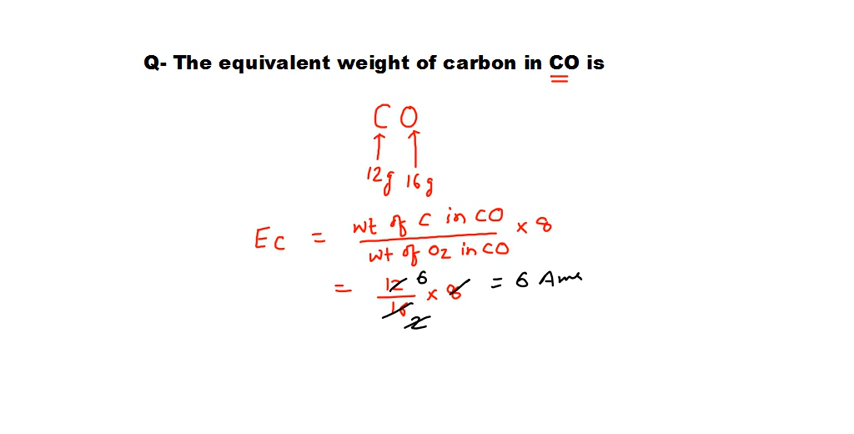 Q- The equivalent weight of carbon in CO is
C O
12g 16g
Ec = wt of C in CO / wt of O2 in CO × 8
= 12 6 / 16 2 × 8 = 6 Ans